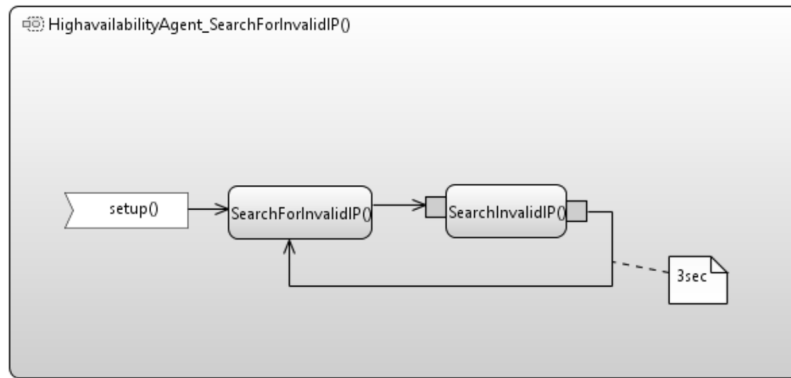 HighavailabilityAgent_SearchForInvalidIP()
setup()
SearchForInvalidIP()
SearchInvalidIP()
3sec